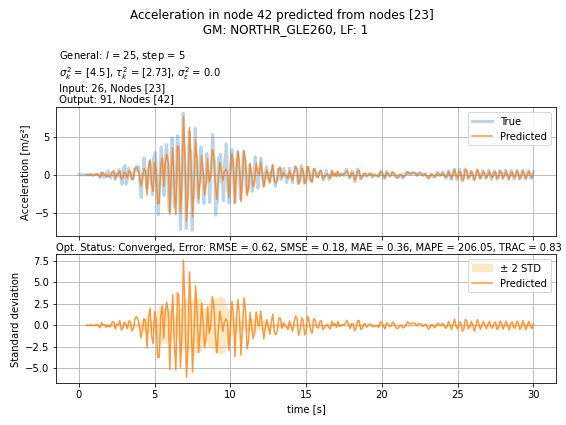 Acceleration in node 42 predicted from nodes [23]
GM: NORTHR_GLE260, LF: 1
General: l = 25, step = 5
σ²ₖ = [4.5], τ²ₖ = [2.73], σ²ε = 0.0
Input: 26, Nodes [23]
Output: 91, Nodes [42]
Acceleration [m/s²]
5
0
−5
True
Predicted
Opt. Status: Converged, Error: RMSE = 0.62, SMSE = 0.18, MAE = 0.36, MAPE = 206.05, TRAC = 0.83
Standard deviation
7.5
5.0
2.5
0.0
−2.5
−5.0
± 2 STD
Predicted
0 5 10 15 20 25 30
time [s]